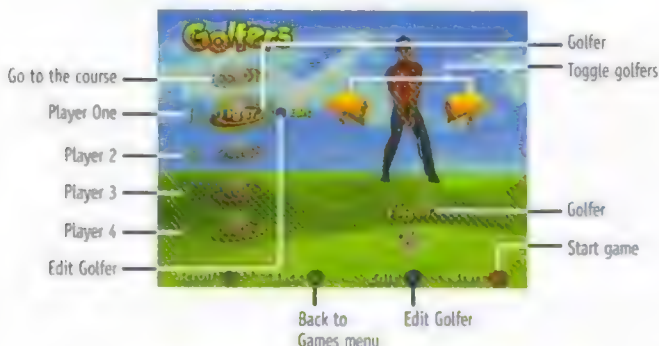 Golfers
Golfer
Go to the course
Toggle golfers
Player One
Edit
Player 2
Player 3
Player 4
Golfer
Edit Golfer
Start game
Back to
Games menu
Edit Golfer